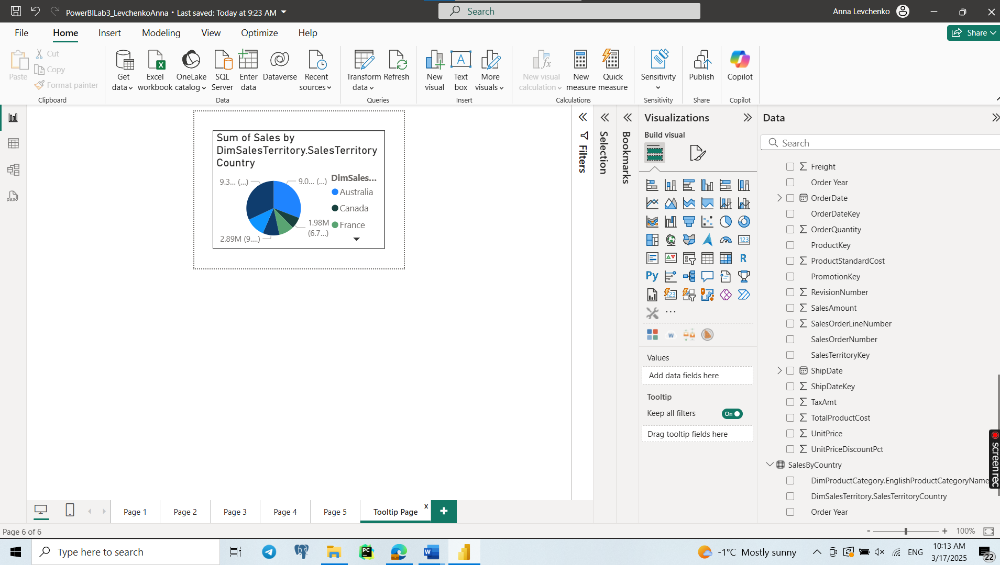 PowerBILab3_LevchenkoAnna • Last saved: Today at 9:23 AM
Search
Anna Levchenko
File
Home
Insert
Modeling
View
Optimize
Help
Share
Paste
Cut
Copy
Format painter
Clipboard
Get
data
Excel
workbook
OneLake
catalog
SQL
Server
Enter
data
Dataverse
Recent
sources
Data
Transform
data
Refresh
Queries
New
visual
Text
box
More
visuals
Insert
New visual
calculation
New
measure
Quick
measure
Calculations
Sensitivity
Sensitivity
Publish
Share
Copilot
Copilot
Sum of Sales by
DimSalesTerritory.SalesTerritory
Country
9.3... (...)
9.0... (...)
1.98M
(6.7...)
2.89M (9....)
DimSales...
Australia
Canada
France
Filters
Selection
Bookmarks
Visualizations
Build visual
123
R
Py
123
...
W
Values
Add data fields here
Tooltip
Keep all filters
On
Drag tooltip fields here
Data
Search
Freight
Order Year
OrderDate
OrderDateKey
OrderQuantity
ProductKey
ProductStandardCost
PromotionKey
RevisionNumber
SalesAmount
SalesOrderLineNumber
SalesOrderNumber
SalesTerritoryKey
ShipDate
ShipDateKey
TaxAmt
TotalProductCost
UnitPrice
UnitPriceDiscountPct
SalesByCountry
DimProductCategory.EnglishProductCategoryName
DimSalesTerritory.SalesTerritoryCountry
Order Year
screenrec
Page 1
Page 2
Page 3
Page 4
Page 5
Tooltip Page
x
+
Page 6 of 6
- + 100%
Type here to search
-1°C Mostly sunny
ENG
10:13 AM
3/17/2025
22